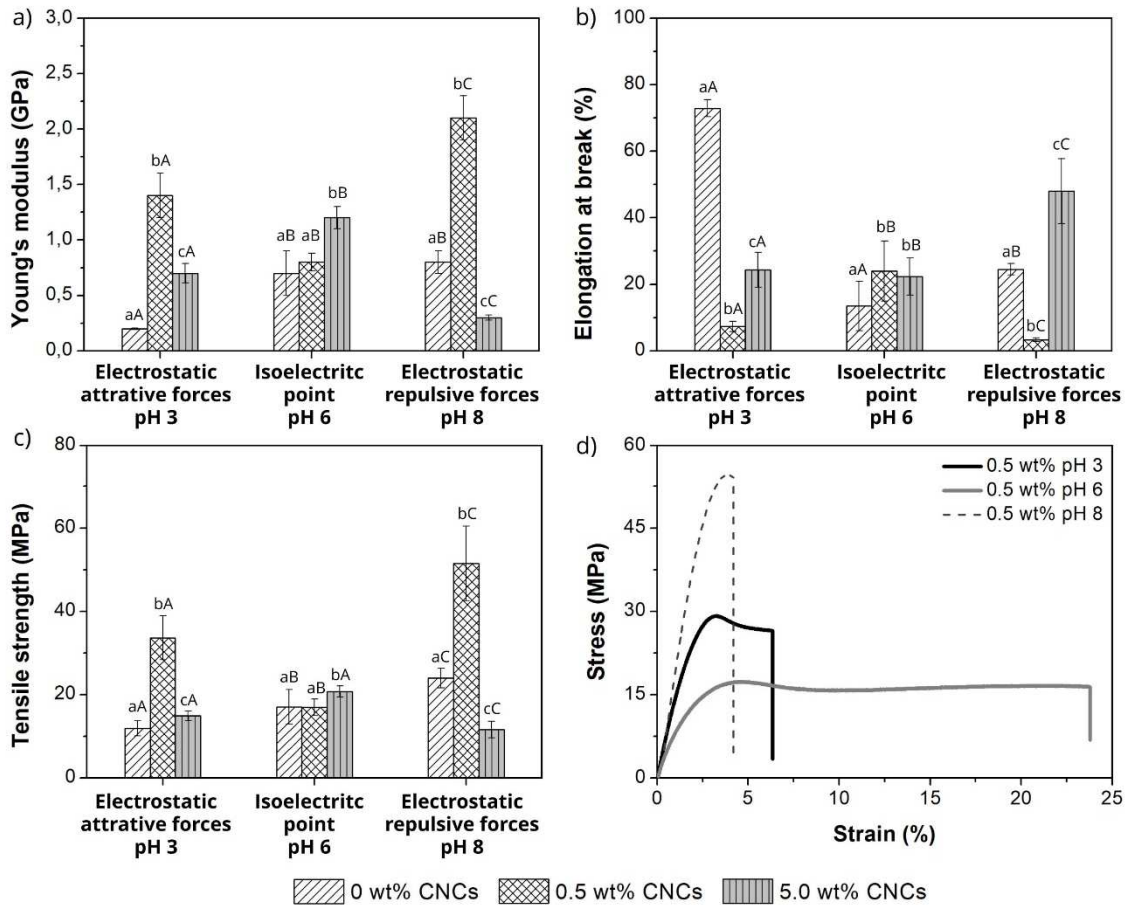 a)
Young's modulus (GPa)
3,0
2,5
2,0
1,5
1,0
0,5
0,0
aA
bA
cA
aB
aB
bB
aB
bC
cC
Electrostatic
attrative forces
pH 3
Isoelectritc
point
pH 6
Electrostatic
repulsive forces
pH 8
b)
Elongation at break (%)
100
80
60
40
20
0
aA
bA
cA
aA
bB
bB
aB
bC
cC
Electrostatic
attrative forces
pH 3
Isoelectritc
point
pH 6
Electrostatic
repulsive forces
pH 8
c)
Tensile strength (MPa)
80
60
40
20
0
aA
bA
cA
aB
aB
bA
aC
bC
cC
Electrostatic
attrative forces
pH 3
Isoelectritc
point
pH 6
Electrostatic
repulsive forces
pH 8
d)
Stress (MPa)
60
45
30
15
0
0.5 wt% pH 3
0.5 wt% pH 6
0.5 wt% pH 8
0 5 10 15 20 25
Strain (%)
0 wt% CNCs 0.5 wt% CNCs 5.0 wt% CNCs